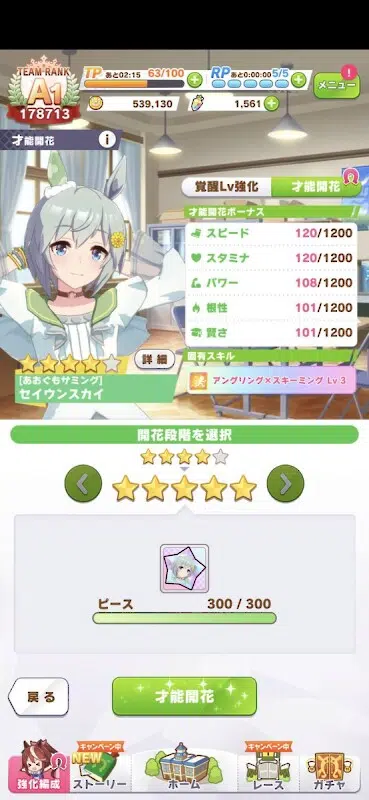 TEAM RANK
A1
178713
TP あと02:15 63/100
RP あと0:00:00 5/5
メニュー
539,130
1,561
才能開花
i
覚醒Lv強化
才能開花
才能開花ボーナス
スピード 120/1200
スタミナ 120/1200
パワー 108/1200
根性 101/1200
賢さ 101/1200
固有スキル
アングリング×スキーミング Lv 3
詳細
[あおぐもサミング]
セイウンスカイ
開花段階を選択
ピース 300 / 300
戻る
才能開花
強化編成
NEW
ストーリー
キャンペーン中
ホーム
レース
キャンペーン中
ガチャ